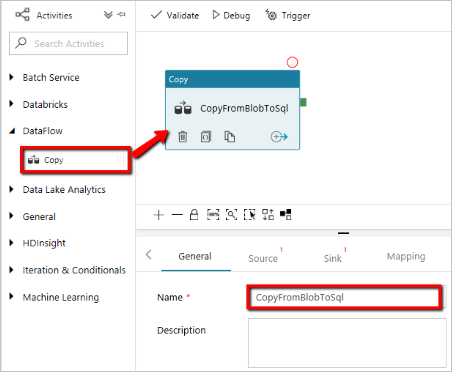 Activities
Search Activities
Batch Service
Databricks
DataFlow
Copy
Data Lake Analytics
General
HDInsight
Iteration & Conditionals
Machine Learning
Validate Debug Trigger
Copy
CopyFromBlobToSql
100%
General Source 1 Sink 1 Mapping
Name * CopyFromBlobToSql
Description